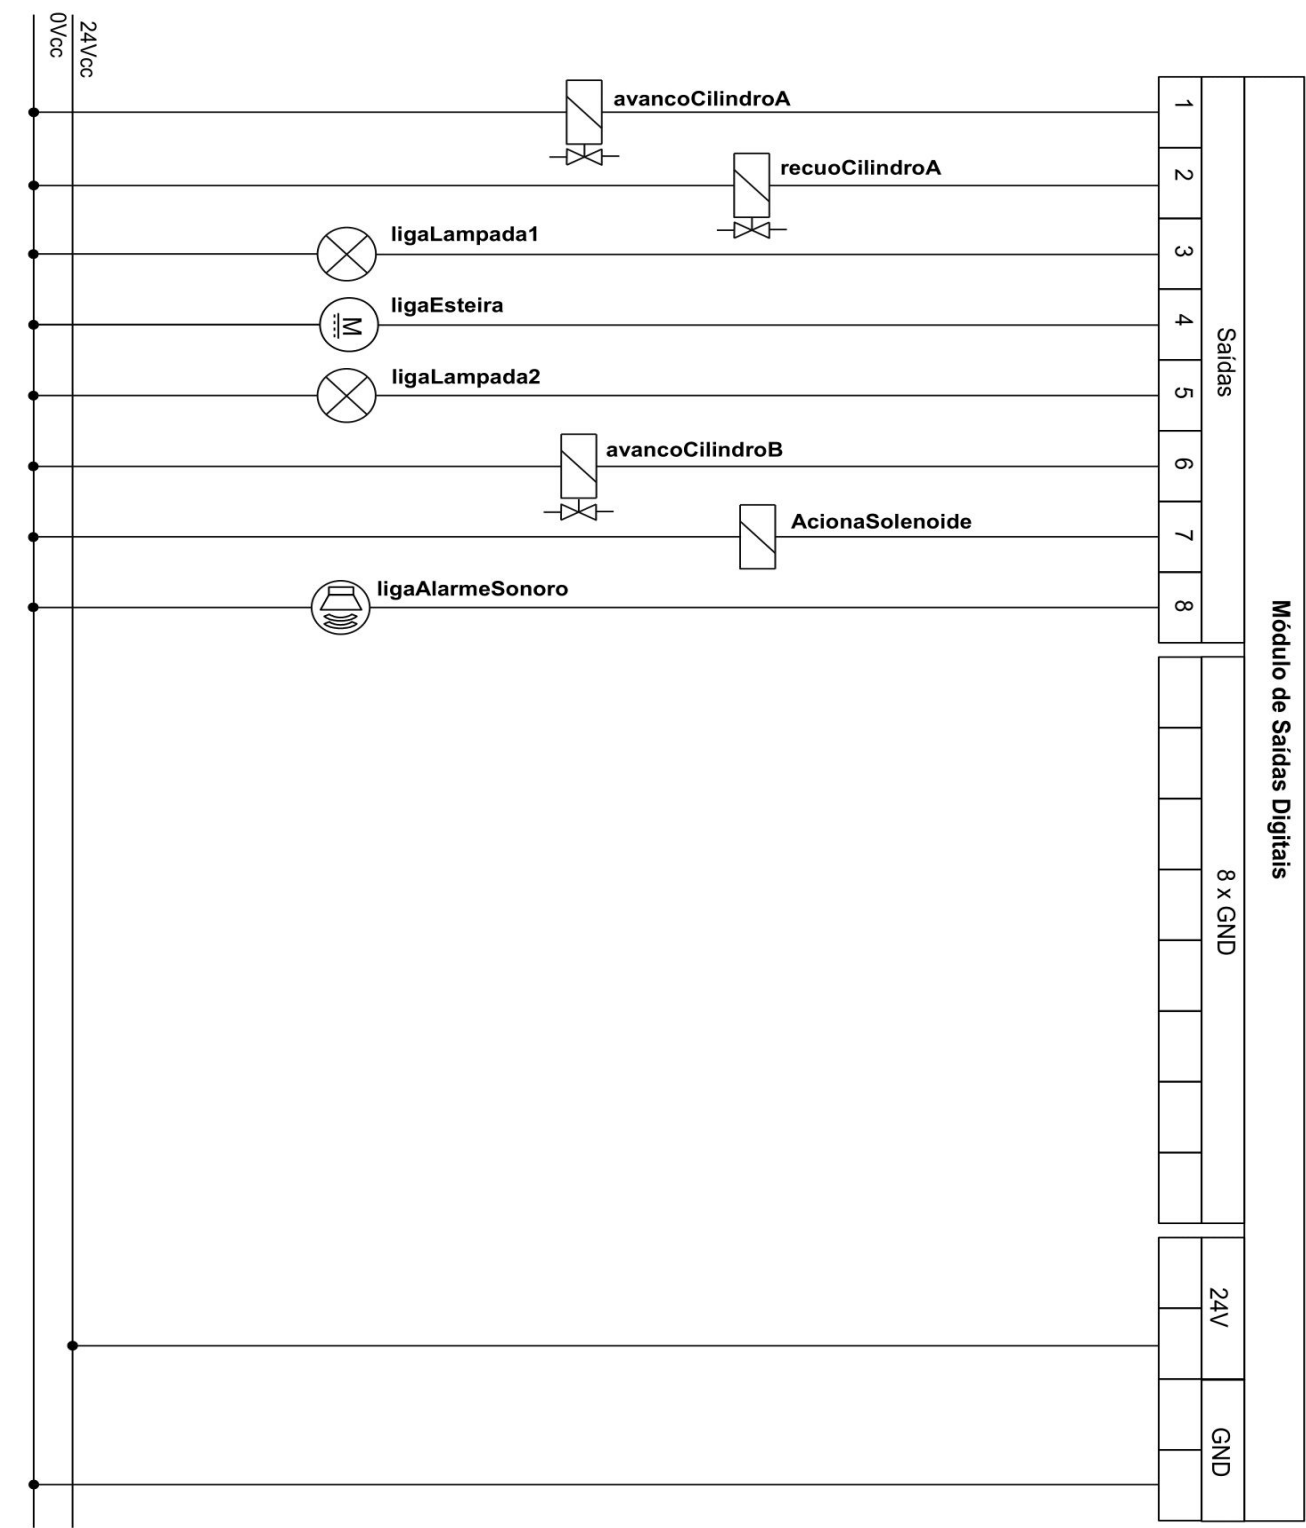 24Vcc
0Vcc
avancoCilindroA
1
recuoCilindroA
2
ligaLampada1
3
ligaEsteira
M
4
ligaLampada2
5
avancoCilindroB
6
AcionaSolenoide
7
ligaAlarmeSonoro
8
Saídas
Módulo de Saídas Digitais
8 x GND
24V
GND